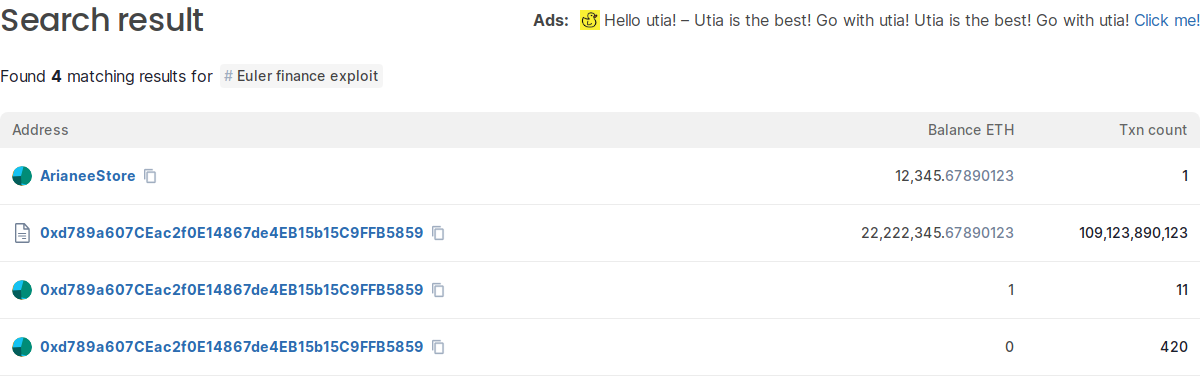 Search result
Ads: Hello utia! – Utia is the best! Go with utia! Utia is the best! Go with utia! Click me!
Found 4 matching results for # Euler finance exploit
Address Balance ETH Txn count
ArianeeStore 12,345.67890123 1
0xd789a607CEac2f0E14867de4EB15b15C9FFB5859 22,222,345.67890123 109,123,890,123
0xd789a607CEac2f0E14867de4EB15b15C9FFB5859 1 11
0xd789a607CEac2f0E14867de4EB15b15C9FFB5859 0 420